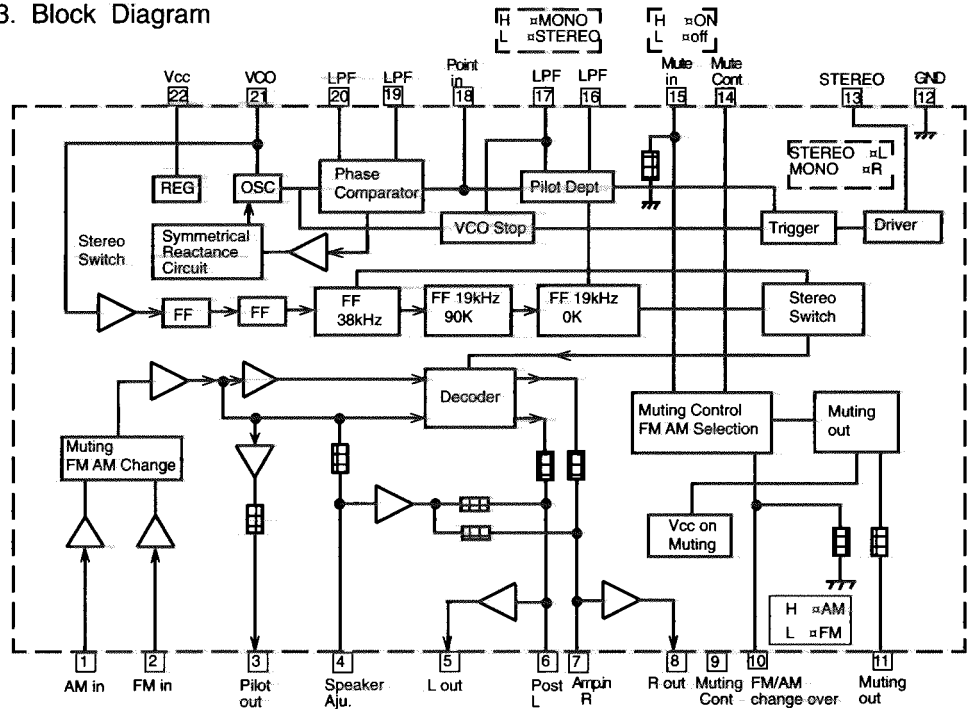 3. Block Diagram
H ¤MONO
L ¤STEREO
H ¤ON
L ¤off
Vcc
VCO
LPF
LPF
Point in
LPF
LPF
Mute in
Mute Cont
STEREO
GND
22
21
20
19
18
17
16
15
14
13
12
STEREO ¤L
MONO ¤R
REG
OSC
Phase
Comparator
Pilot Dept
VCO Stop
Trigger
Driver
Stereo
Switch
Symmetrical
Reactance
Circuit
FF
FF
FF
38kHz
FF 19kHz
90K
FF 19kHz
0K
Stereo
Switch
Decoder
Muting Control
FM AM Selection
Muting
out
Muting
FM AM Change
Vcc on
Muting
H ¤AM
L ¤FM
1
2
3
4
5
6
7
8
9
10
11
AM in
FM in
Pilot
out
Speaker
Aju.
L out
Post
L
Amp.in
R
R out
Muting
Cont
FM/AM
change over
Muting
out